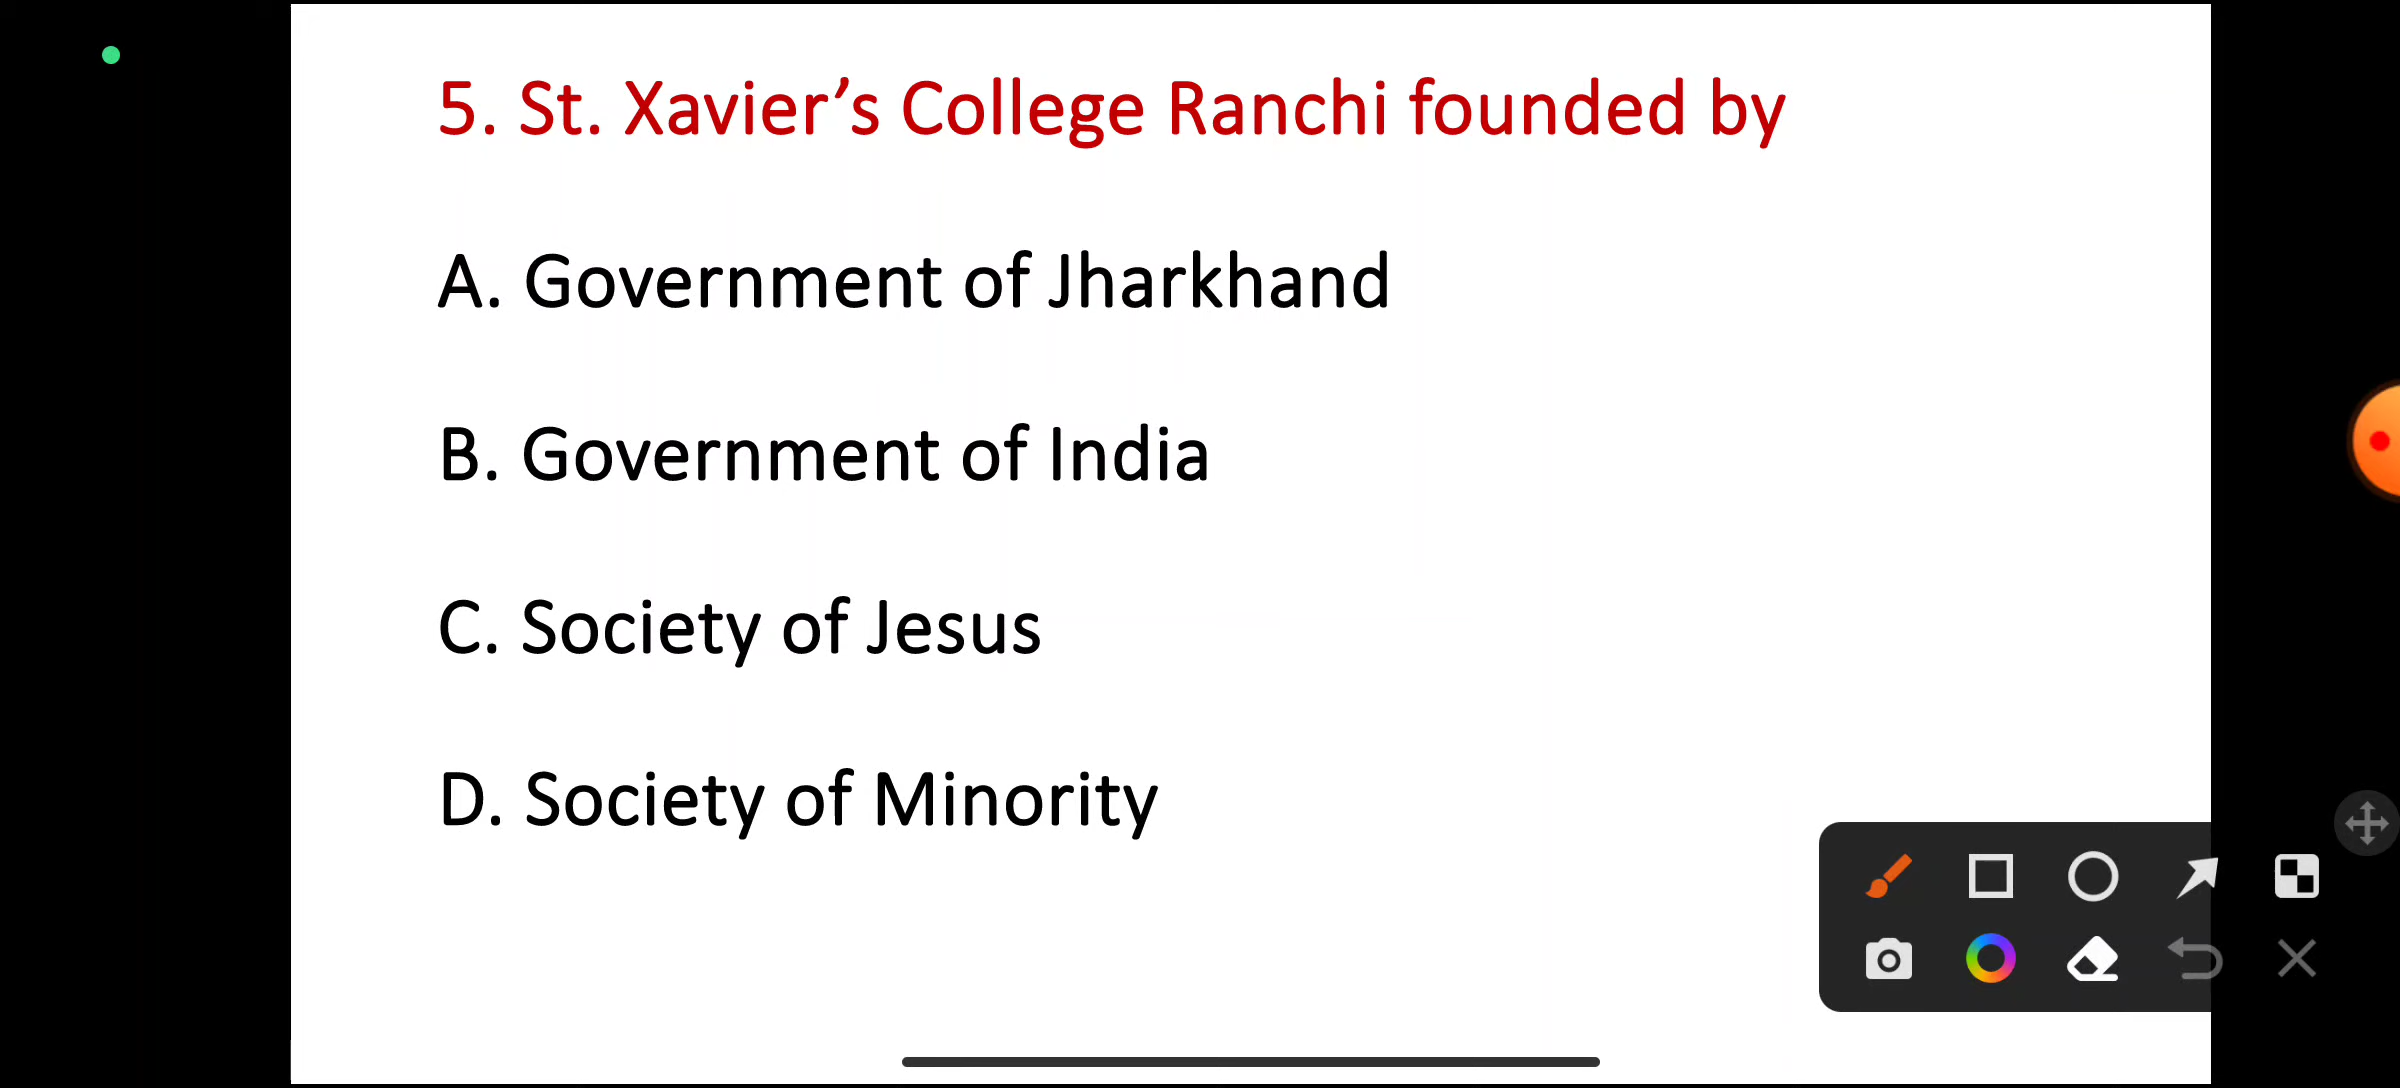 5. St. Xavier’s College Ranchi founded by
A. Government of Jharkhand
B. Government of India
C. Society of Jesus
D. Society of Minority